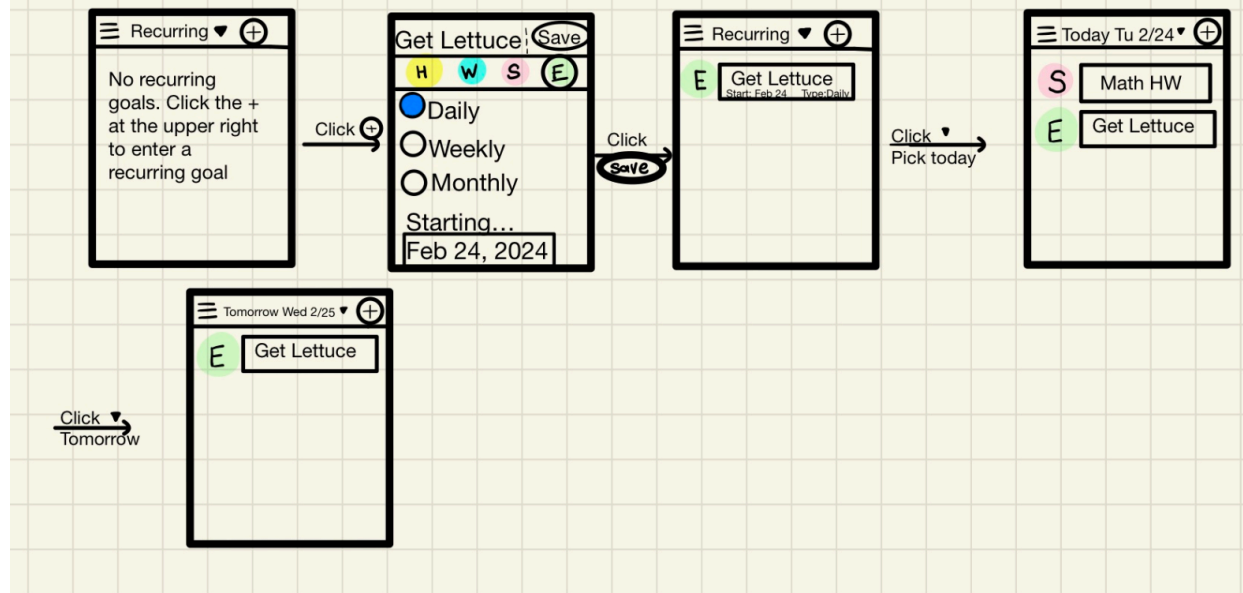 Recurring
No recurring
goals. Click the +
at the upper right
to enter a
recurring goal
Click +
Get Lettuce Save
H W S E
Daily
Weekly
Monthly
Starting...
Feb 24, 2024
Click
save
Recurring
E Get Lettuce
Start: Feb 24 Type:Daily
Click
Pick today
Today Tu 2/24
S Math HW
E Get Lettuce
Click
Tomorrow
Tomorrow Wed 2/25
E Get Lettuce